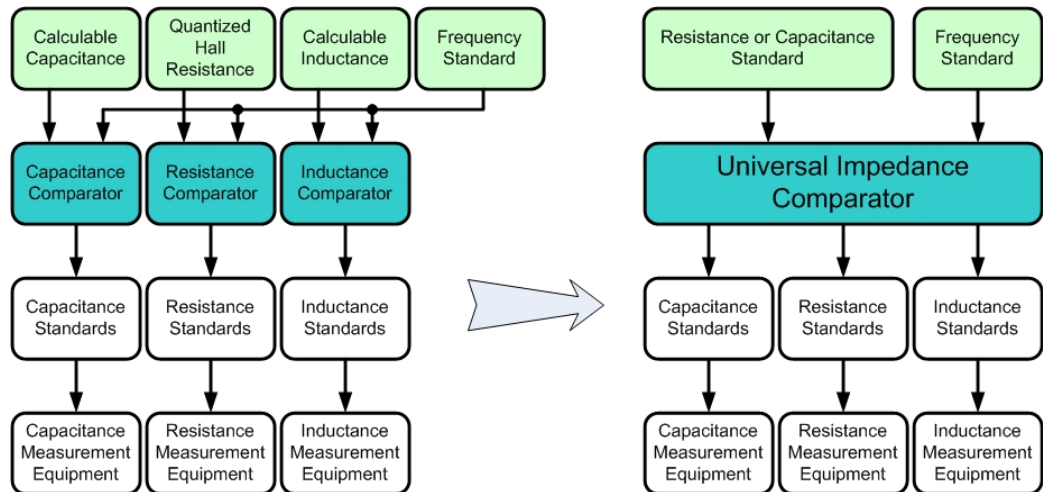 Calculable
Capacitance
Quantized
Hall
Resistance
Calculable
Inductance
Frequency
Standard
Resistance or Capacitance
Standard
Frequency
Standard
Capacitance
Comparator
Resistance
Comparator
Inductance
Comparator
Universal Impedance
Comparator
Capacitance
Standards
Resistance
Standards
Inductance
Standards
Capacitance
Standards
Resistance
Standards
Inductance
Standards
Capacitance
Measurement
Equipment
Resistance
Measurement
Equipment
Inductance
Measurement
Equipment
Capacitance
Measurement
Equipment
Resistance
Measurement
Equipment
Inductance
Measurement
Equipment